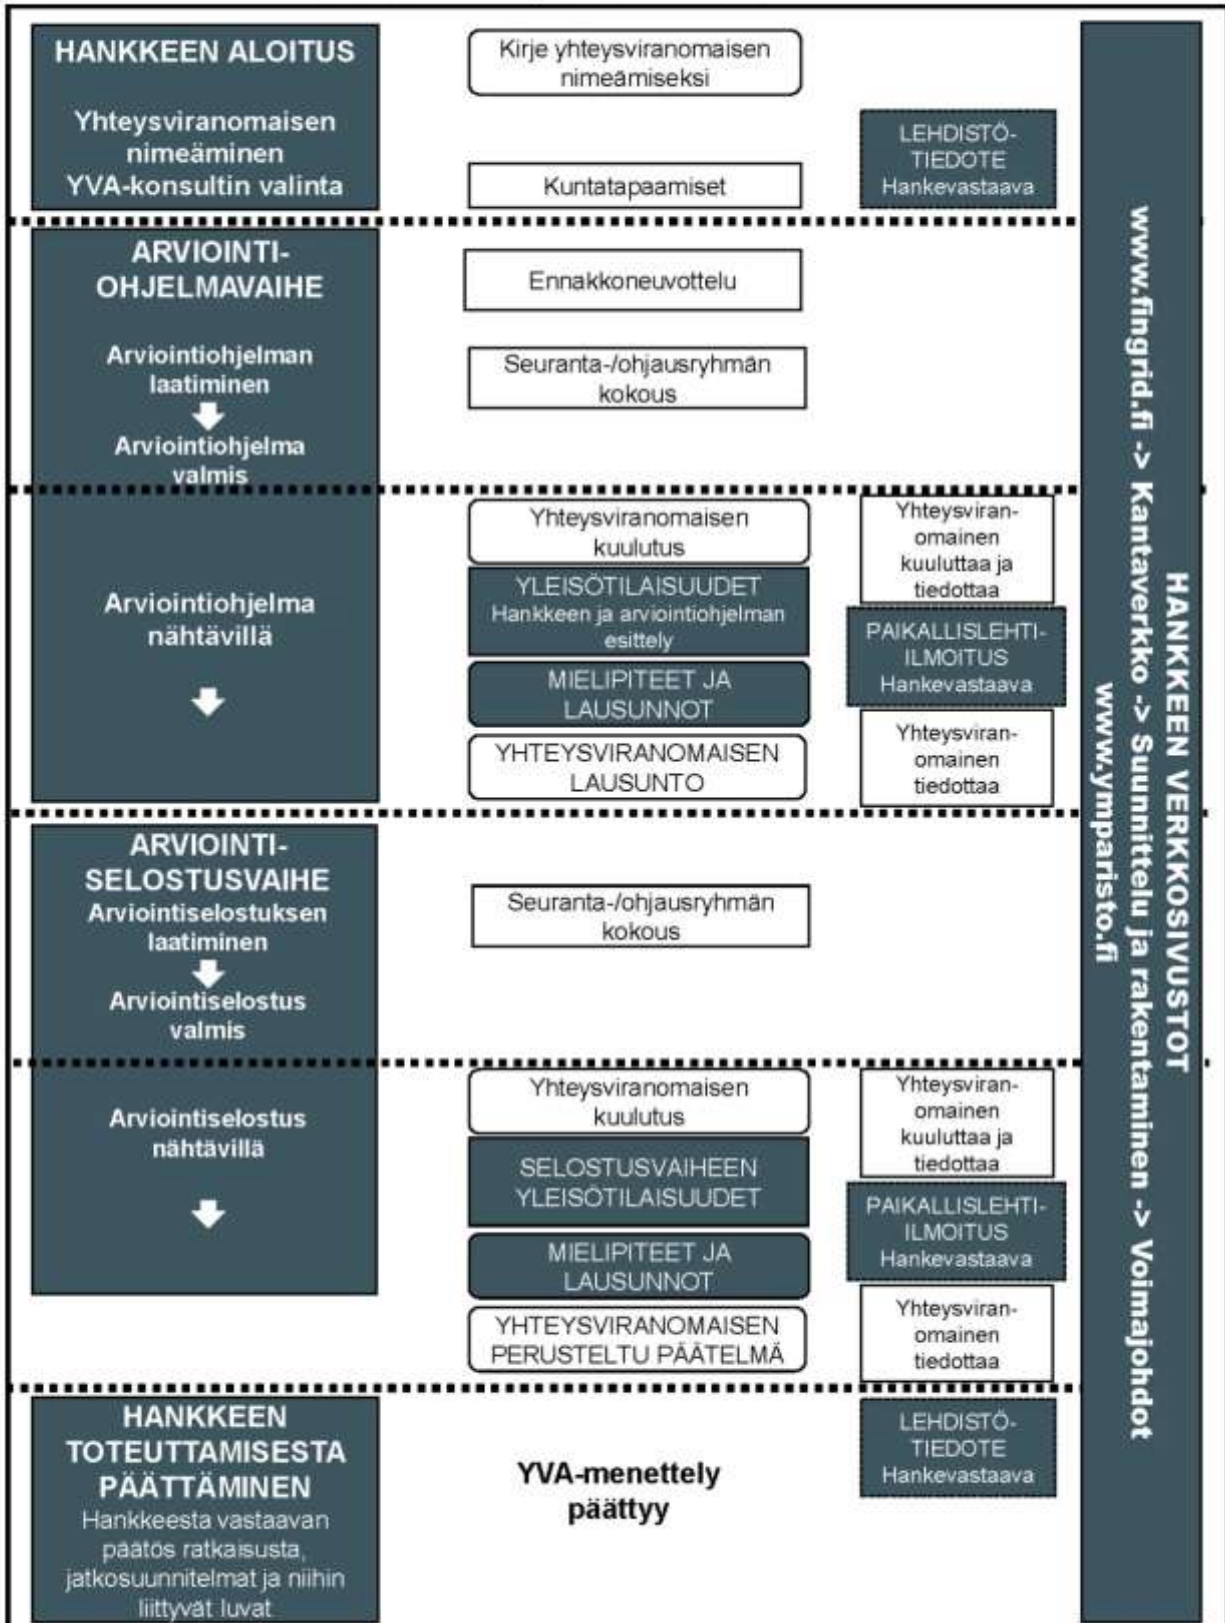 HANKKEEN ALOITUS
Yhteysviranomaisen
nimeäminen
YVA-konsultin valinta
Kirje yhteysviranomaisen
nimeämiseksi
Kuntatapaamiset
LEHDISTÖ-
TIEDOTE
Hankevastaava
ARVIOINTI-
OHJELMAVAIHE
Arviointiohjelman
laatiminen
Arviointiohjelma
valmis
Ennakkoneuvottelu
Seuranta-/ohjausryhmän
kokous
Arviointiohjelma
nähtävillä
Yhteysviranomaisen
kuulutus
YLEISÖTILAISUUDET
Hankkeen ja arviointiohjelman
esittely
MIELIPITEET JA
LAUSUNNOT
YHTEYSVIRANOMAISEN
LAUSUNTO
Yhteysviran-
omainen
kuuluttaa ja
tiedottaa
PAIKALLISLEHTI-
ILMOITUS
Hankevastaava
Yhteysviran-
omainen
tiedottaa
ARVIOINTI-
SELOSTUSVAIHE
Arviointiselostuksen
laatiminen
Arviointiselostus
valmis
Seuranta-/ohjausryhmän
kokous
Arviointiselostus
nähtävillä
Yhteysviranomaisen
kuulutus
SELOSTUSVAIHEEN
YLEISÖTILAISUUDET
MIELIPITEET JA
LAUSUNNOT
YHTEYSVIRANOMAISEN
PERUSTELTU PÄÄTELMÄ
Yhteysviran-
omainen
kuuluttaa ja
tiedottaa
PAIKALLISLEHTI-
ILMOITUS
Hankevastaava
Yhteysviran-
omainen
tiedottaa
HANKKEEN
TOTEUTTAMISESTA
PÄÄTTÄMINEN
Hankkeesta vastaavan
päätös ratkaisusta,
jatkosuunnitelmat ja niihin
liittyvät luvat
YVA-menettely
päättyy
LEHDISTÖ-
TIEDOTE
Hankevastaava
HANKKEEN VERKKOSIVUSTOT
www.fingrid.fi -> Kantaverkko -> Suunnittelu ja rakentaminen -> Voimajohdot
www.ymparisto.fi